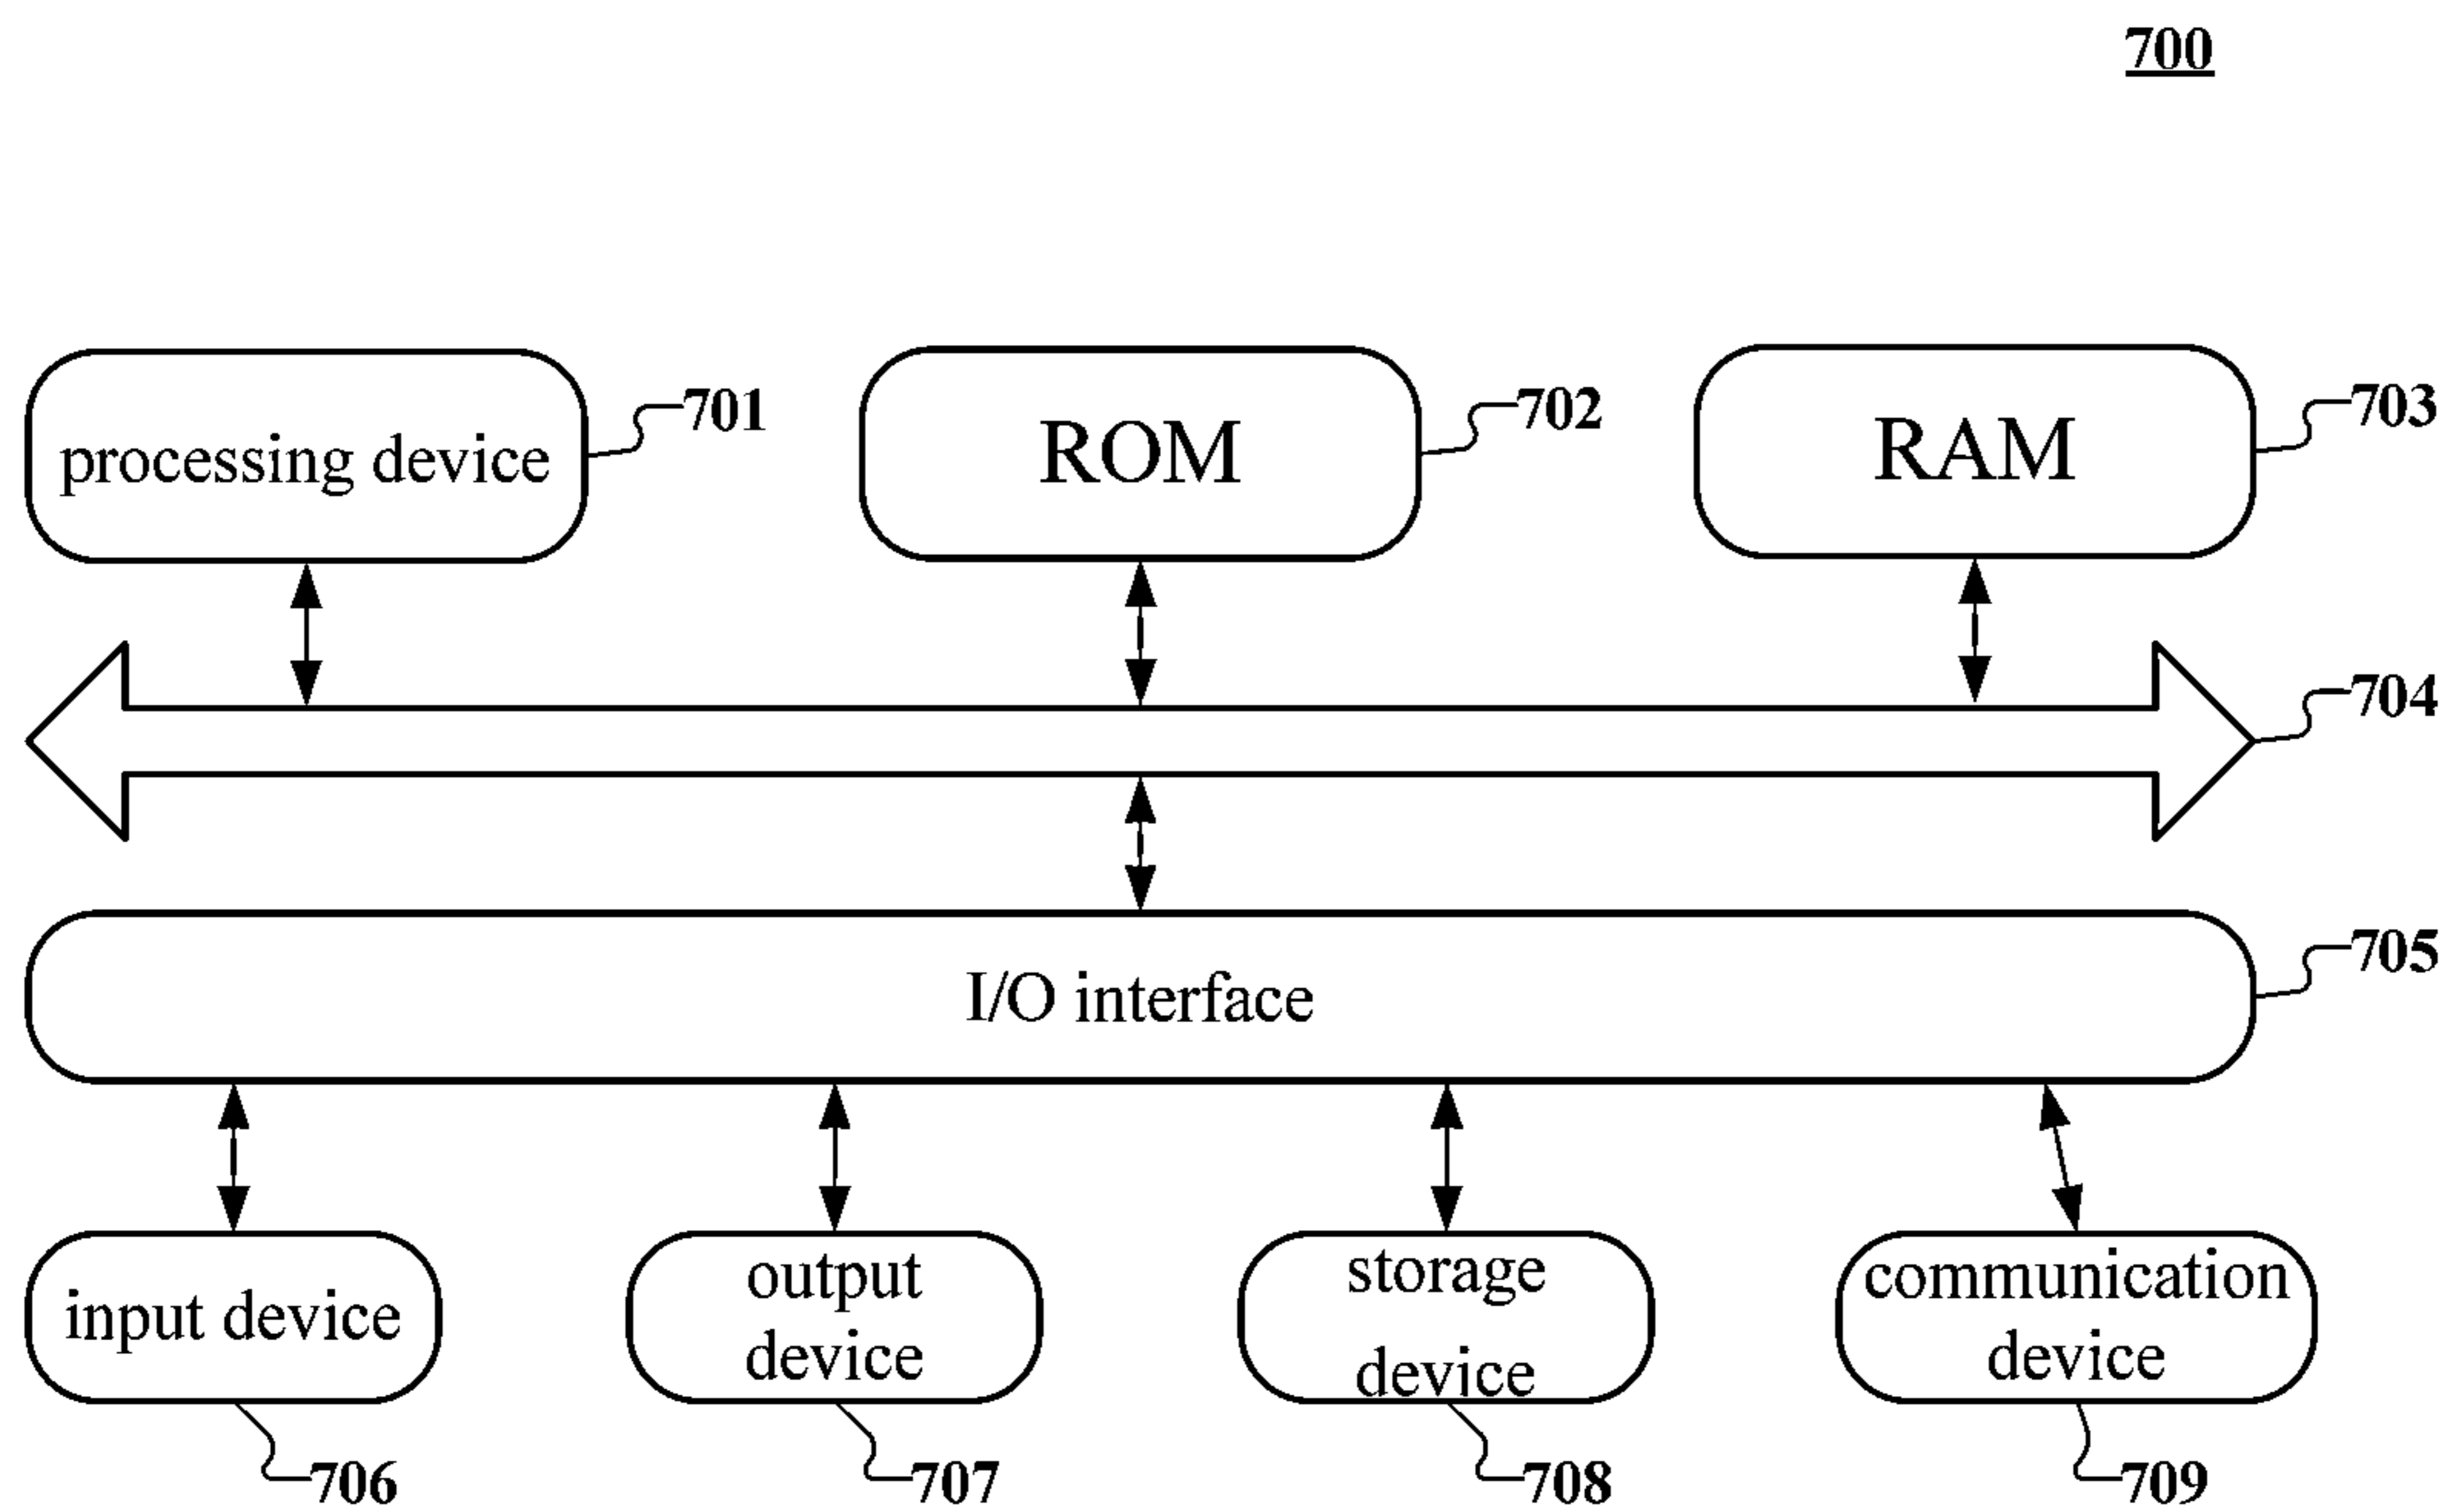 700
processing device
701
ROM
702
RAM
703
704
I/O interface
705
input device
output
device
storage
device
communication
device
706
707
708
709